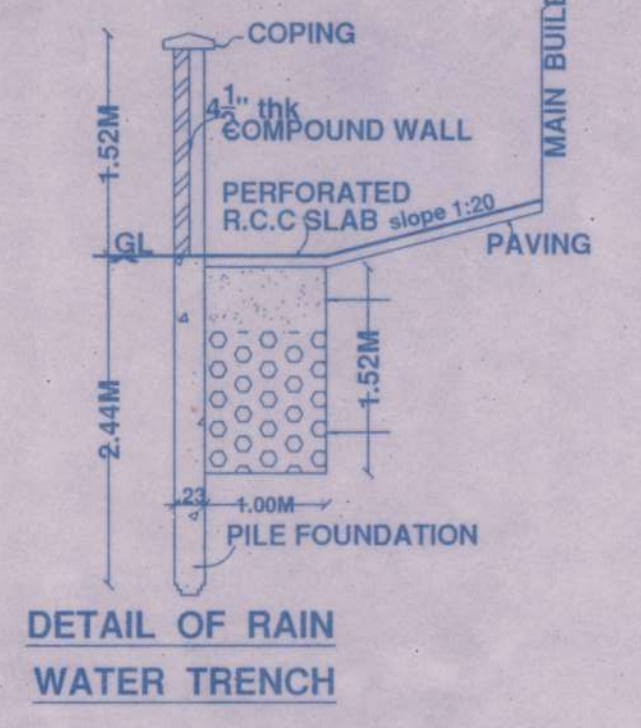 COPING
1.52M
4½" thk
COMPOUND WALL
MAIN BUIL
PERFORATED
R.C.C SLAB slope 1:20
GL
PAVING
1.52M
2.44M
.23
1.00M
PILE FOUNDATION
DETAIL OF RAIN
WATER TRENCH